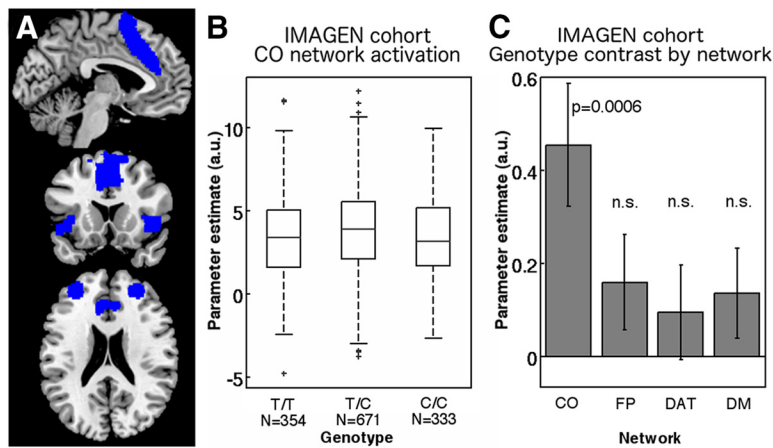 A
B
IMAGEN cohort
CO network activation
Parameter estimate (a.u.)
10
5
0
-5
T/T
T/C
C/C
N=354
N=671
N=333
Genotype
C
IMAGEN cohort
Genotype contrast by network
Parameter estimate (a.u.)
0.6
0.4
0.2
0
p=0.0006
n.s.
n.s.
n.s.
CO
FP
DAT
DM
Network